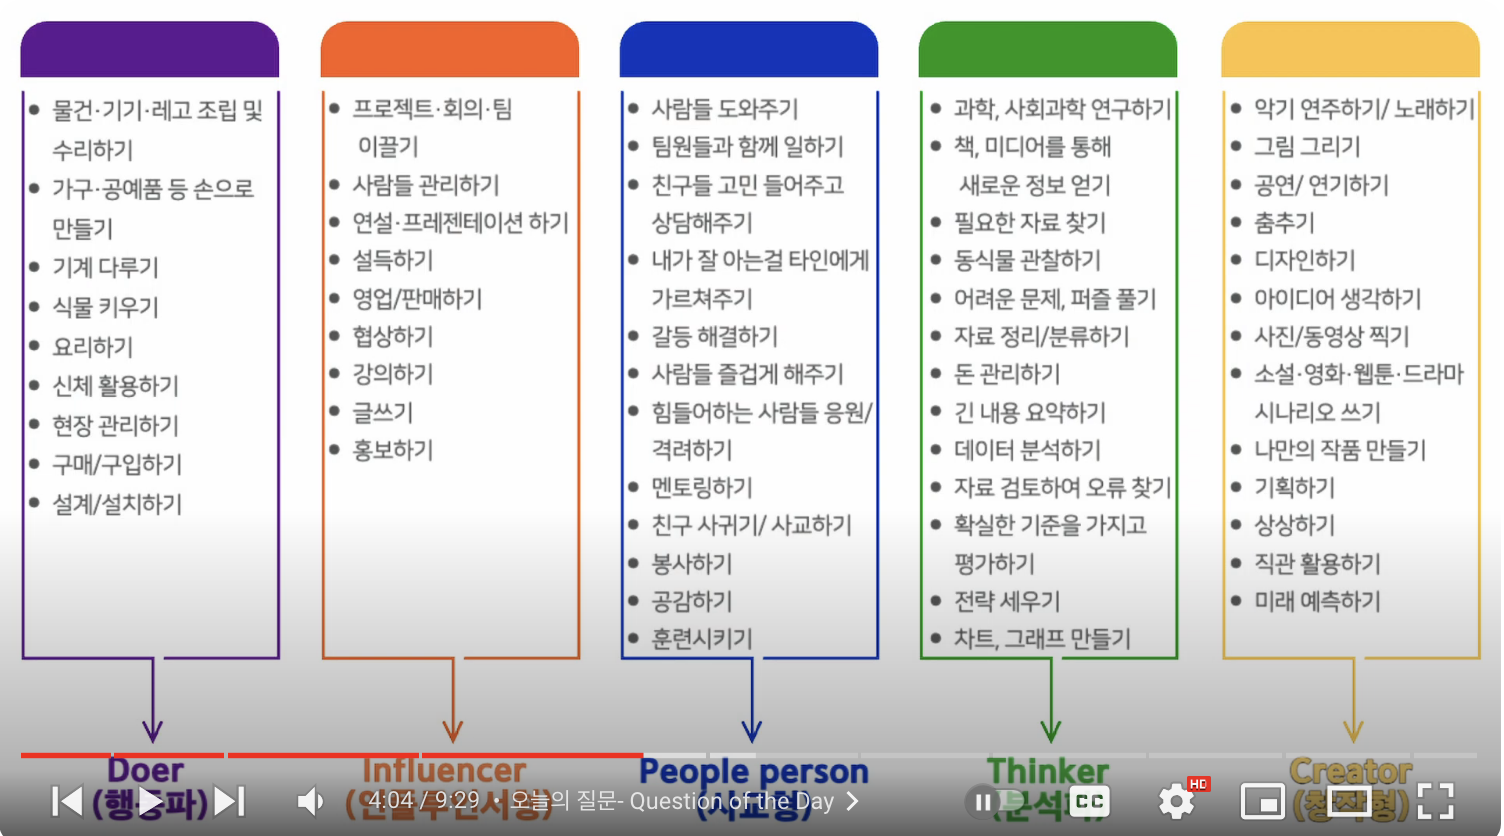 • 물건·기기·레고 조립 및
수리하기
• 가구·공예품 등 손으로
만들기
• 기계 다루기
• 식물 키우기
• 요리하기
• 신체 활용하기
• 현장 관리하기
• 구매/구입하기
• 설계/설치하기
Doer
(행동파)
• 프로젝트·회의·팀
이끌기
• 사람들 관리하기
• 연설·프레젠테이션 하기
• 설득하기
• 영업/판매하기
• 협상하기
• 강의하기
• 글쓰기
• 홍보하기
Influencer
(인플루언서형)
• 사람들 도와주기
• 팀원들과 함께 일하기
• 친구들 고민 들어주고
상담해주기
• 내가 잘 아는걸 타인에게
가르쳐주기
• 갈등 해결하기
• 사람들 즐겁게 해주기
• 힘들어하는 사람들 응원/
격려하기
• 멘토링하기
• 친구 사귀기/ 사교하기
• 봉사하기
• 공감하기
• 훈련시키기
People person
(사교형)
• 과학, 사회과학 연구하기
• 책, 미디어를 통해
새로운 정보 얻기
• 필요한 자료 찾기
• 동식물 관찰하기
• 어려운 문제, 퍼즐 풀기
• 자료 정리/분류하기
• 돈 관리하기
• 긴 내용 요약하기
• 데이터 분석하기
• 자료 검토하여 오류 찾기
• 확실한 기준을 가지고
평가하기
• 전략 세우기
• 차트, 그래프 만들기
Thinker
• 악기 연주하기/ 노래하기
• 그림 그리기
• 공연/ 연기하기
• 춤추기
• 디자인하기
• 아이디어 생각하기
• 사진/동영상 찍기
• 소설·영화·웹툰·드라마
시나리오 쓰기
• 나만의 작품 만들기
• 기획하기
• 상상하기
• 직관 활용하기
• 미래 예측하기
Creator
(창작형)
4:04 / 9:29 • 오늘의 질문- Question of the Day
CC
HD